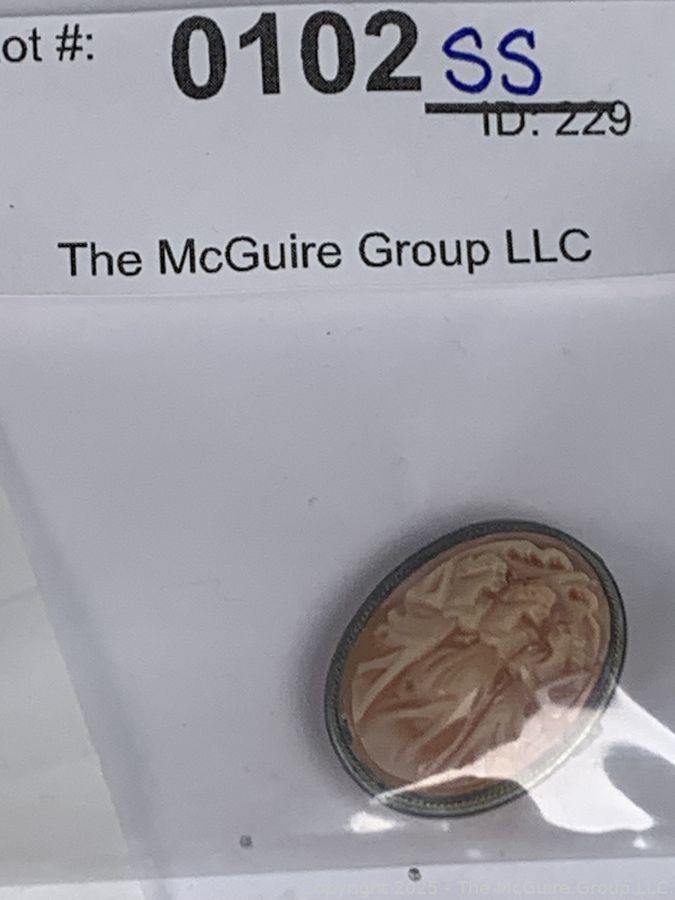 ot #: 0102 SS
ID: 229
The McGuire Group LLC
Copyright 2025 - The McGuire Group LLC